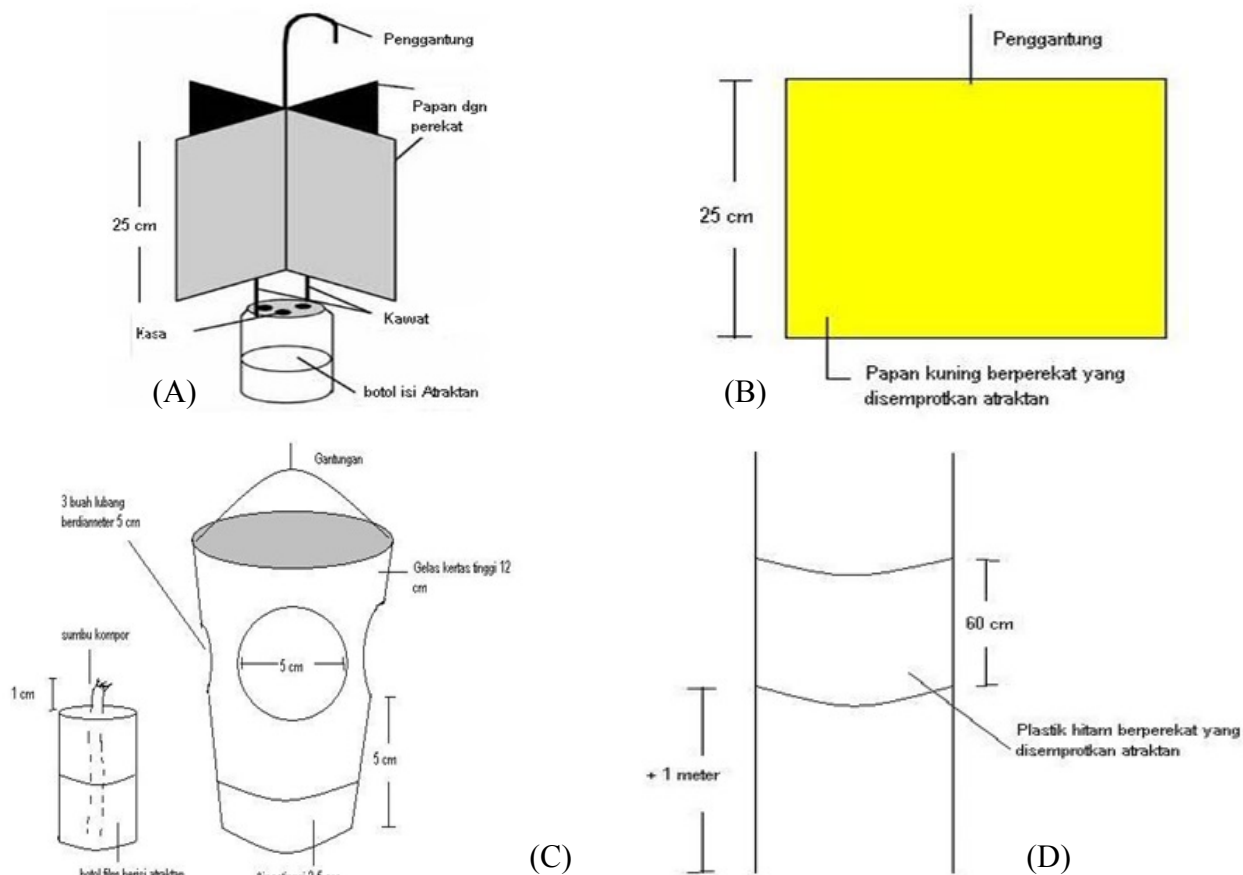 Penggantung
Papan dgn
perekat
25 cm
Kasa
Kawat
botol isi Atraktan
(A)
Penggantung
25 cm
Papan kuning berperekat yang
disemprotkan atraktan
(B)
Gantungan
3 buah lubang
berdiameter 5 cm
Gelas kertas tinggi 12
cm
sumbu kompor
1 cm
5 cm
5 cm
(C)
60 cm
Plastik hitam berperekat yang
disemprotkan atraktan
+ 1 meter
(D)